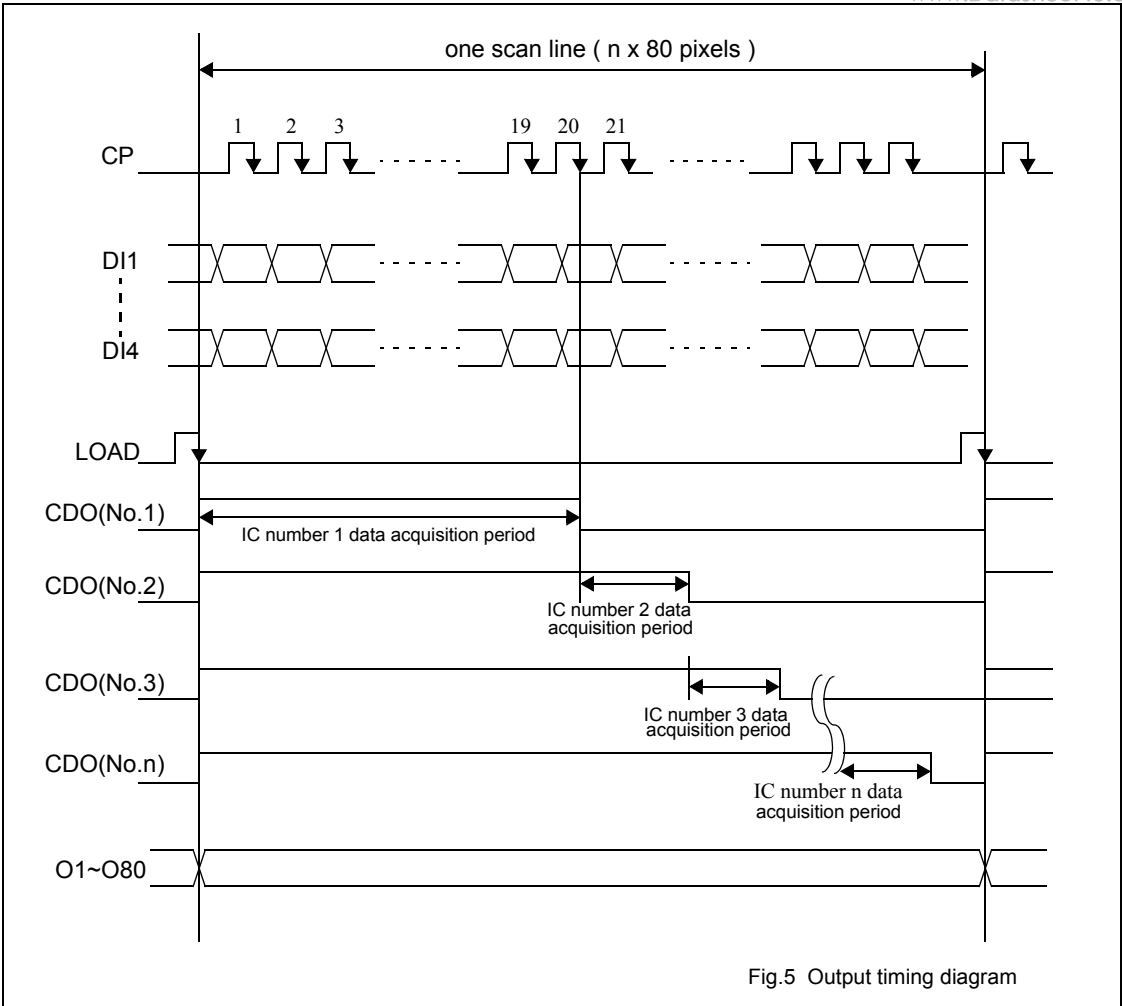 one scan line ( n x 80 pixels )
1 2 3 19 20 21
CP
DI1
DI4
LOAD
CDO(No.1)
IC number 1 data acquisition period
CDO(No.2)
IC number 2 data
acquisition period
CDO(No.3)
IC number 3 data
acquisition period
CDO(No.n)
IC number n data
acquisition period
O1~O80
Fig.5 Output timing diagram